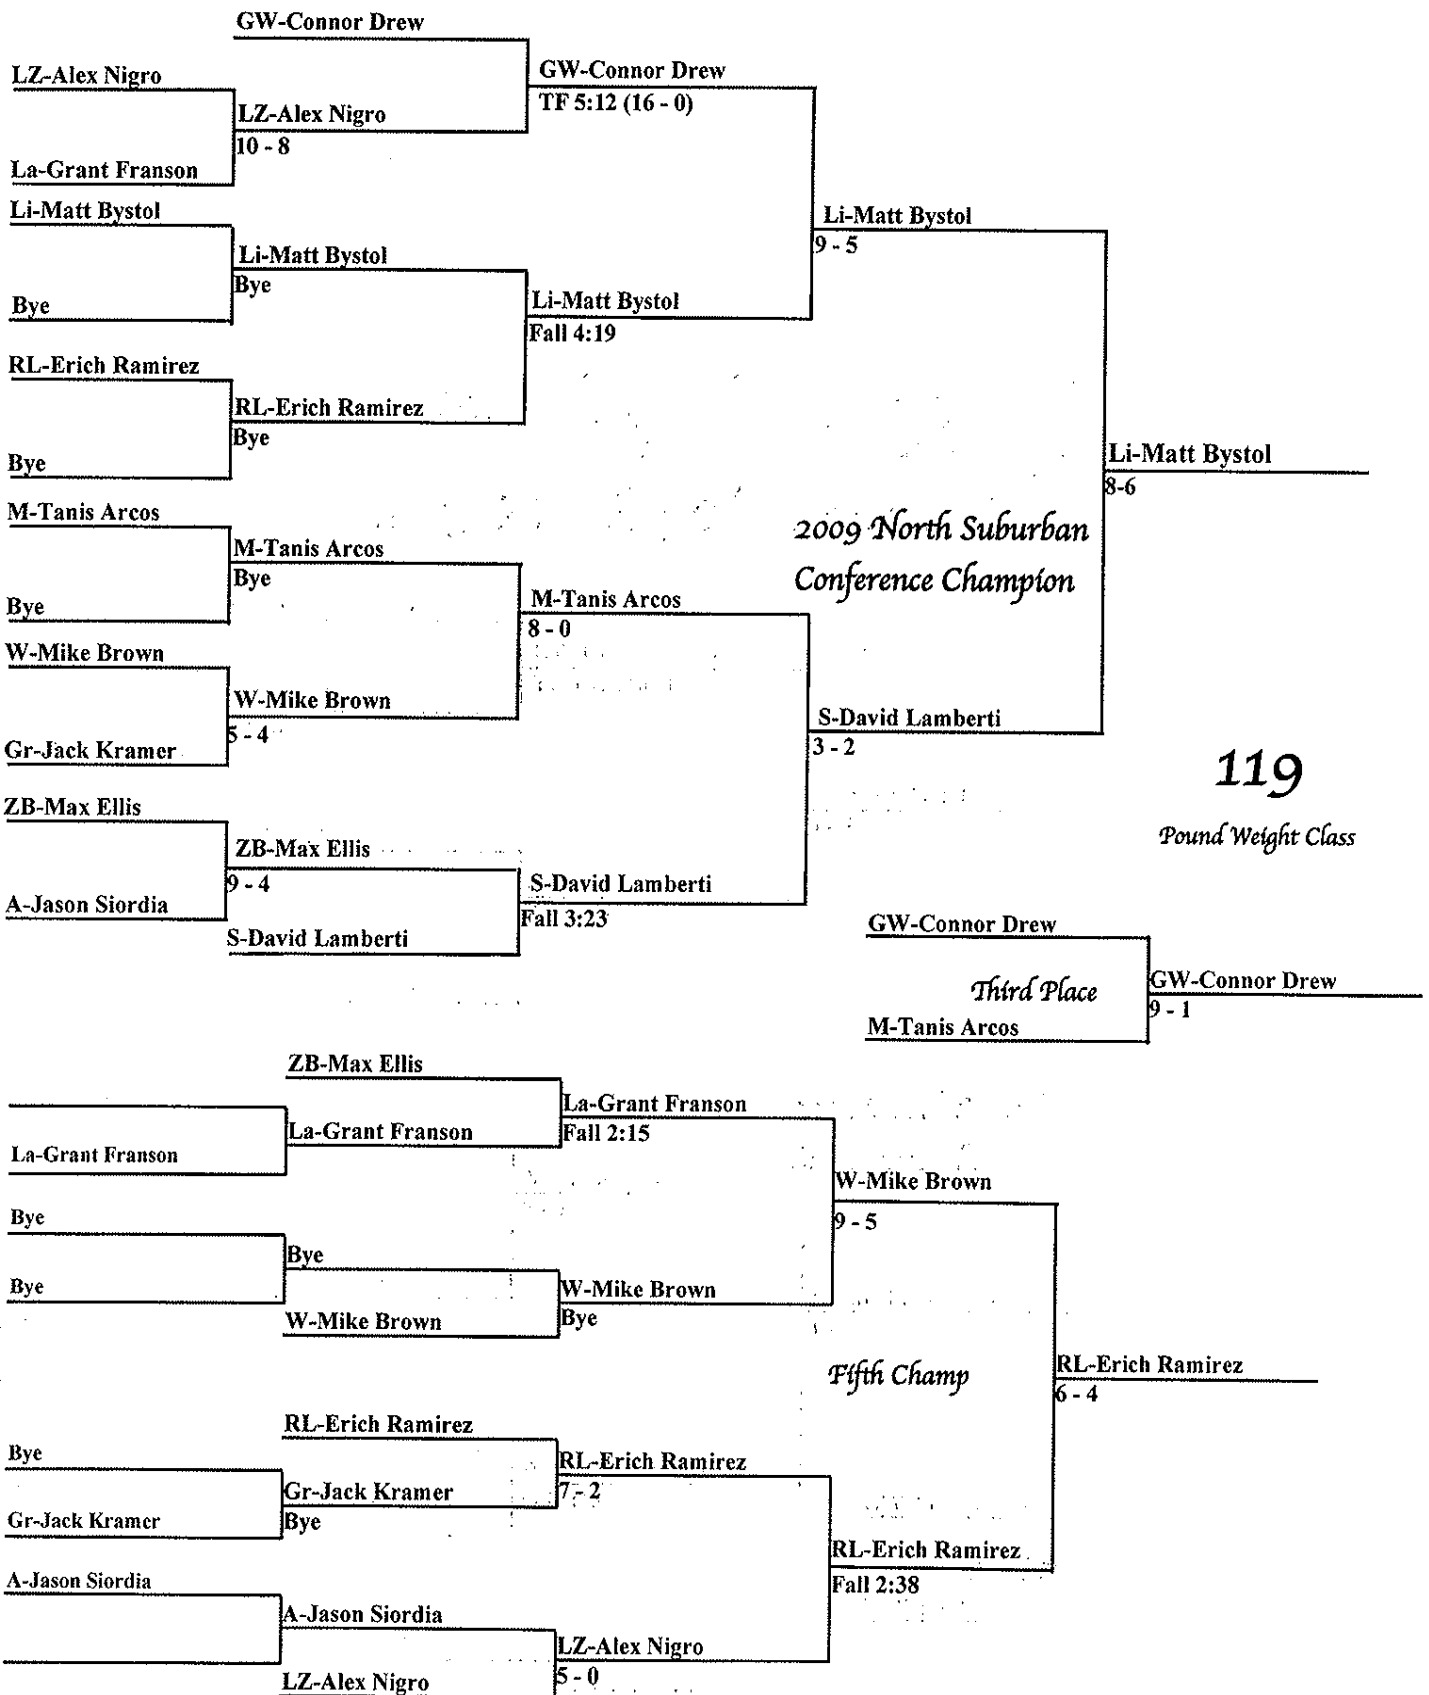 GW-Connor Drew
LZ-Alex Nigro
GW-Connor Drew
TF 5:12 (16 - 0)
LZ-Alex Nigro
10 - 8
La-Grant Franson
Li-Matt Bystol
Li-Matt Bystol
9 - 5
Li-Matt Bystol
Bye
Bye
Li-Matt Bystol
Fall 4:19
RL-Erich Ramirez
RL-Erich Ramirez
Bye
Bye
Li-Matt Bystol
8-6
M-Tanis Arcos
M-Tanis Arcos
Bye
2009 North Suburban
Conference Champion
Bye
M-Tanis Arcos
8 - 0
W-Mike Brown
W-Mike Brown
5 - 4
Gr-Jack Kramer
S-David Lamberti
3 - 2
119
Pound Weight Class
ZB-Max Ellis
ZB-Max Ellis
9 - 4
A-Jason Siordia
S-David Lamberti
Fall 3:23
S-David Lamberti
GW-Connor Drew
Third Place
GW-Connor Drew
9 - 1
M-Tanis Arcos
ZB-Max Ellis
La-Grant Franson
Fall 2:15
La-Grant Franson
La-Grant Franson
W-Mike Brown
9 - 5
Bye
Bye
Bye
W-Mike Brown
Bye
W-Mike Brown
Fifth Champ
RL-Erich Ramirez
6 - 4
RL-Erich Ramirez
Bye
RL-Erich Ramirez
7 - 2
Gr-Jack Kramer
Bye
Gr-Jack Kramer
RL-Erich Ramirez
Fall 2:38
A-Jason Siordia
A-Jason Siordia
LZ-Alex Nigro
5 - 0
LZ-Alex Nigro